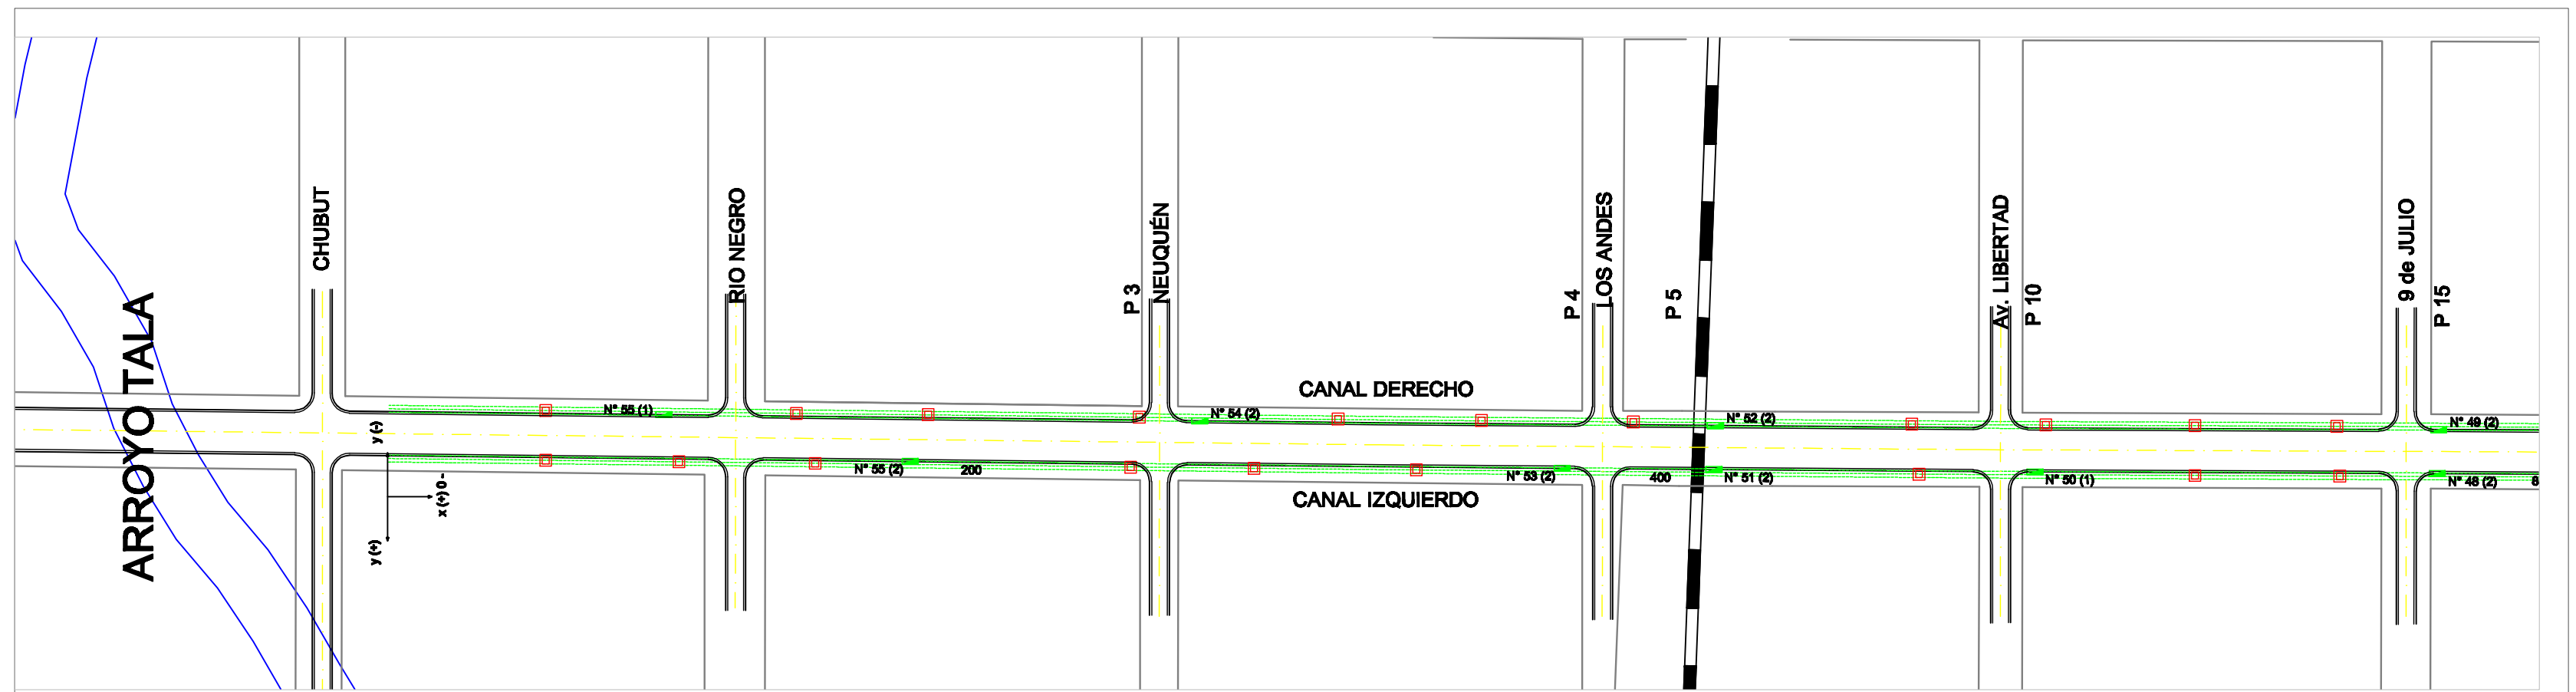 ARROYO TALA
CHUBUT
RIO NEGRO
P 3
NEUQUÉN
P 4
LOS ANDES
P 5
Av. LIBERTAD
P 10
9 de JULIO
P 15
CANAL DERECHO
N° 55 (1)
N° 54 (2)
N° 52 (2)
N° 49 (2)
y (-)
N° 55 (2)
200
N° 53 (2)
400
N° 51 (2)
N° 50 (1)
N° 48 (2)
8
x (+) 0 -
CANAL IZQUIERDO
y (+)